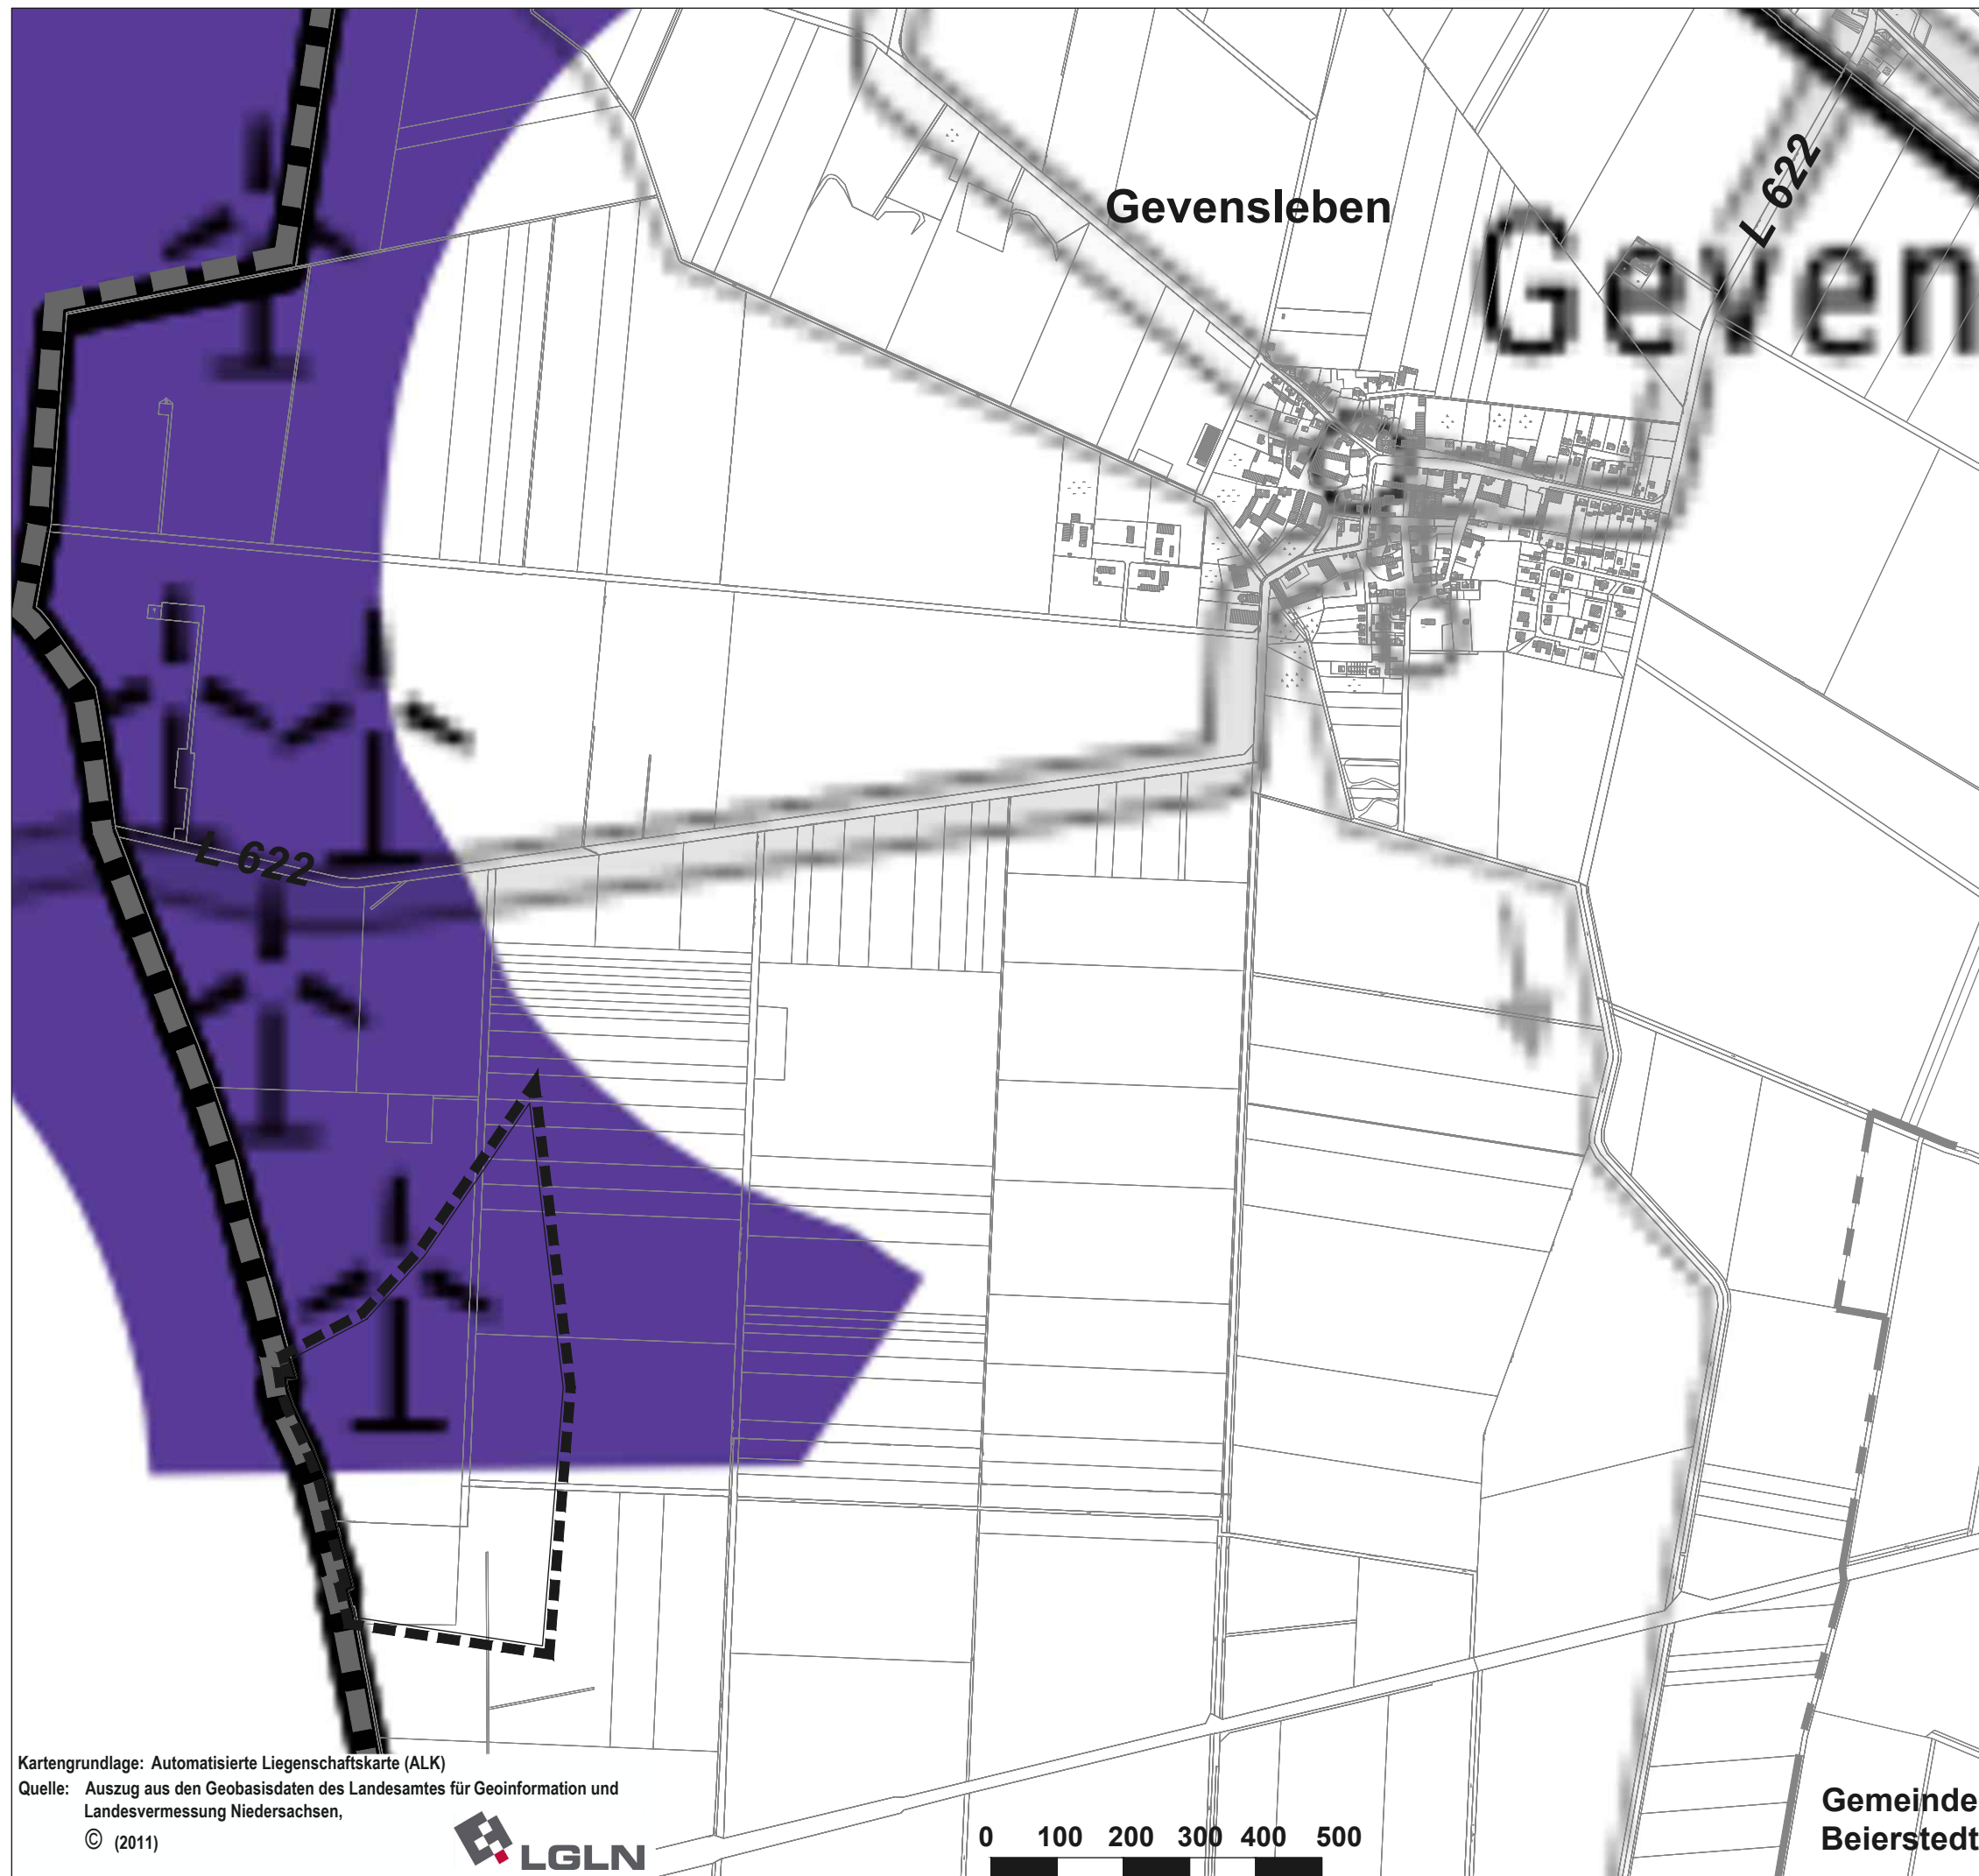 Gevensleben
L 622
Geven
L 622
Kartengrundlage: Automatisierte Liegenschaftskarte (ALK)
Quelle: Auszug aus den Geobasisdaten des Landesamtes für Geoinformation und
Landesvermessung Niedersachsen,
© (2011)
LGLN
0 100 200 300 400 500
Gemeinde
Beierstedt